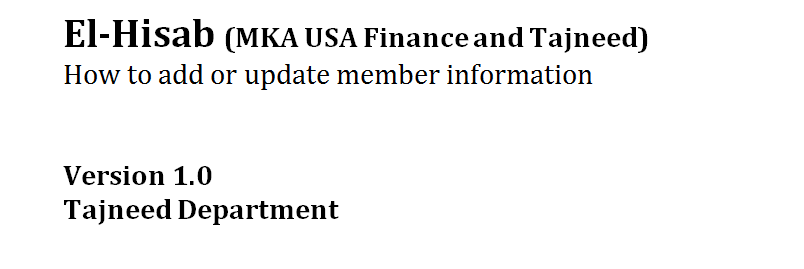 El-Hisab (MKA USA Finance and Tajneed)
How to add or update member information
Version 1.0
Tajneed Department